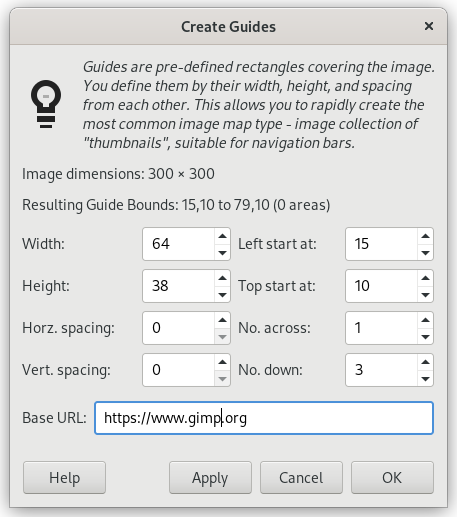 Create Guides ×
Guides are pre-defined rectangles covering the image.
You define them by their width, height, and spacing
from each other. This allows you to rapidly create the
most common image map type - image collection of
"thumbnails", suitable for navigation bars.
Image dimensions: 300 × 300
Resulting Guide Bounds: 15,10 to 79,10 (0 areas)
Width: 64 Left start at: 15
Height: 38 Top start at: 10
Horz. spacing: 0 No. across: 1
Vert. spacing: 0 No. down: 3
Base URL: https://www.gimp.org
Help Apply Cancel OK